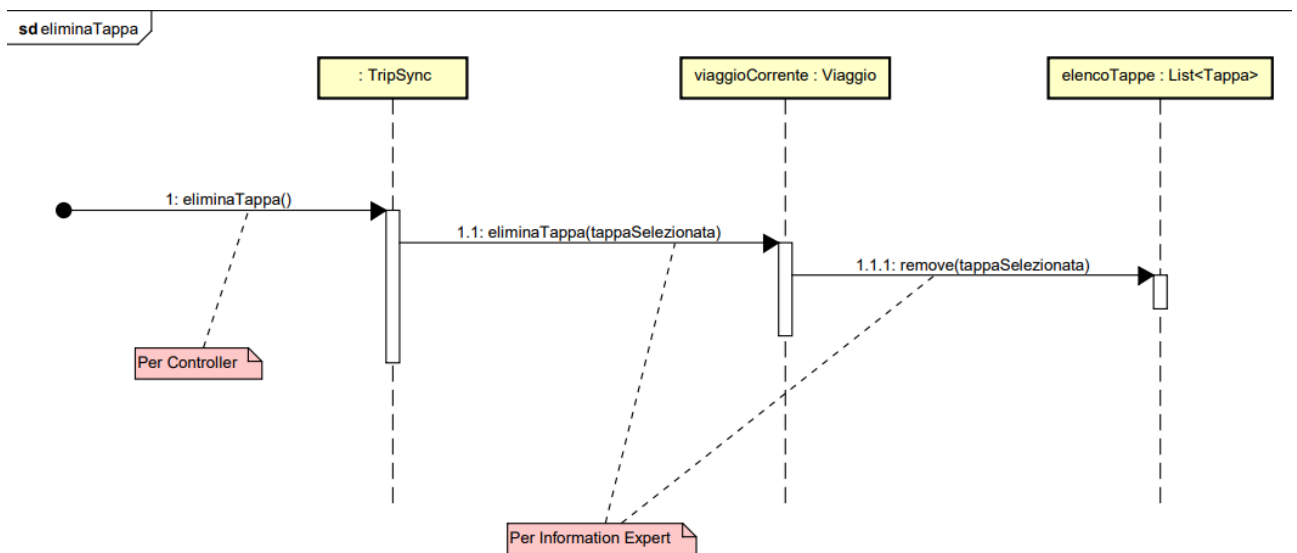 sd eliminaTappa
: TripSync
viaggioCorrente : Viaggio
elencoTappe : List<Tappa>
1: eliminaTappa()
1.1: eliminaTappa(tappaSelezionata)
1.1.1: remove(tappaSelezionata)
Per Controller
Per Information Expert